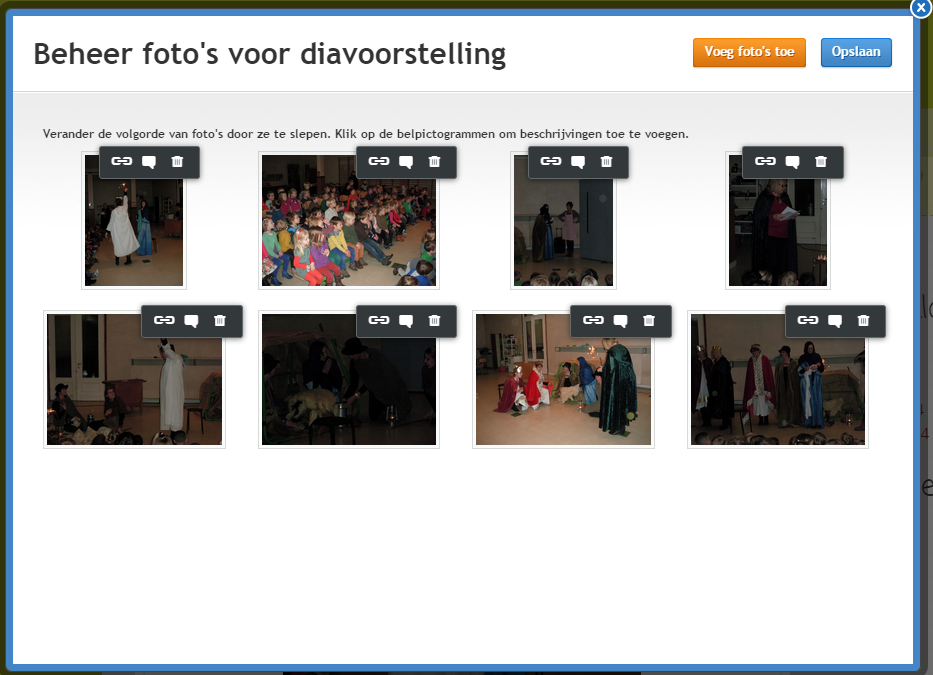 Beheer foto's voor diavoorstelling
Voeg foto's toe
Opslaan
Verander de volgorde van foto's door ze te slepen. Klik op de belpictogrammen om beschrijvingen toe te voegen.